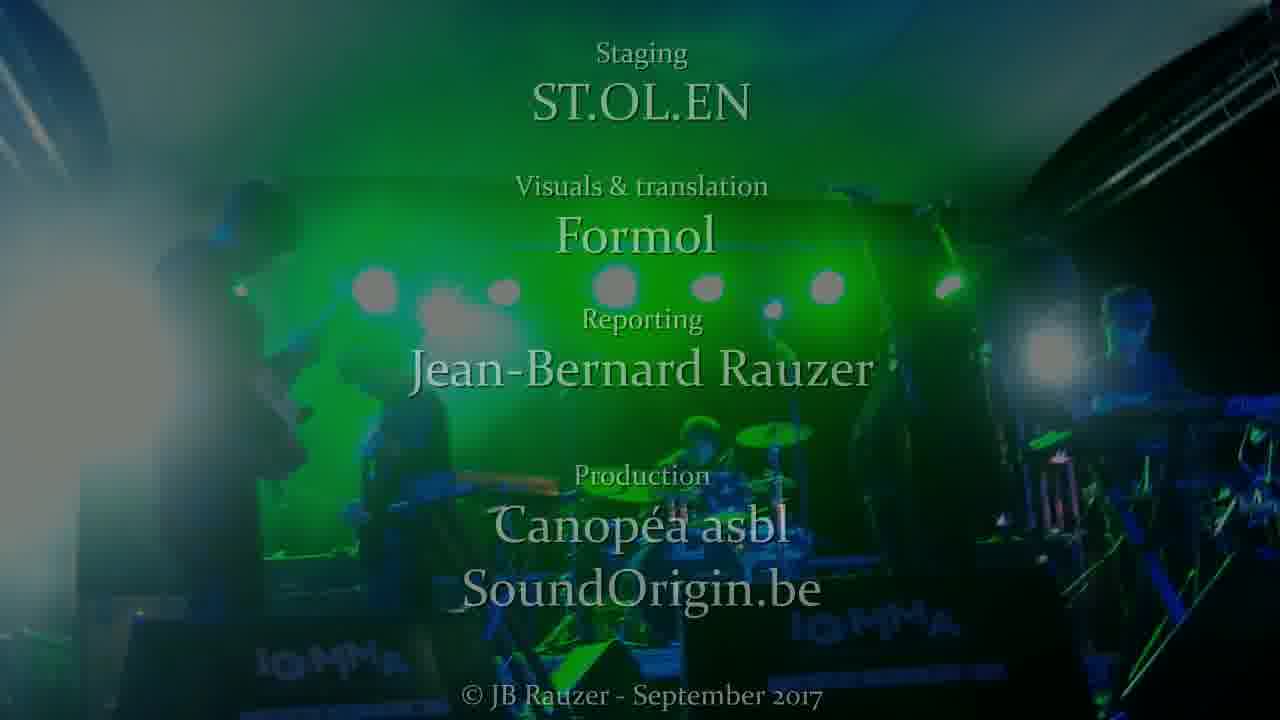 Staging
ST.OL.EN
Visuals & translation
Formol
Reporting
Jean-Bernard Rauzer
Production
Canopéa asbl
SoundOrigin.be
© JB Rauzer - September 2017